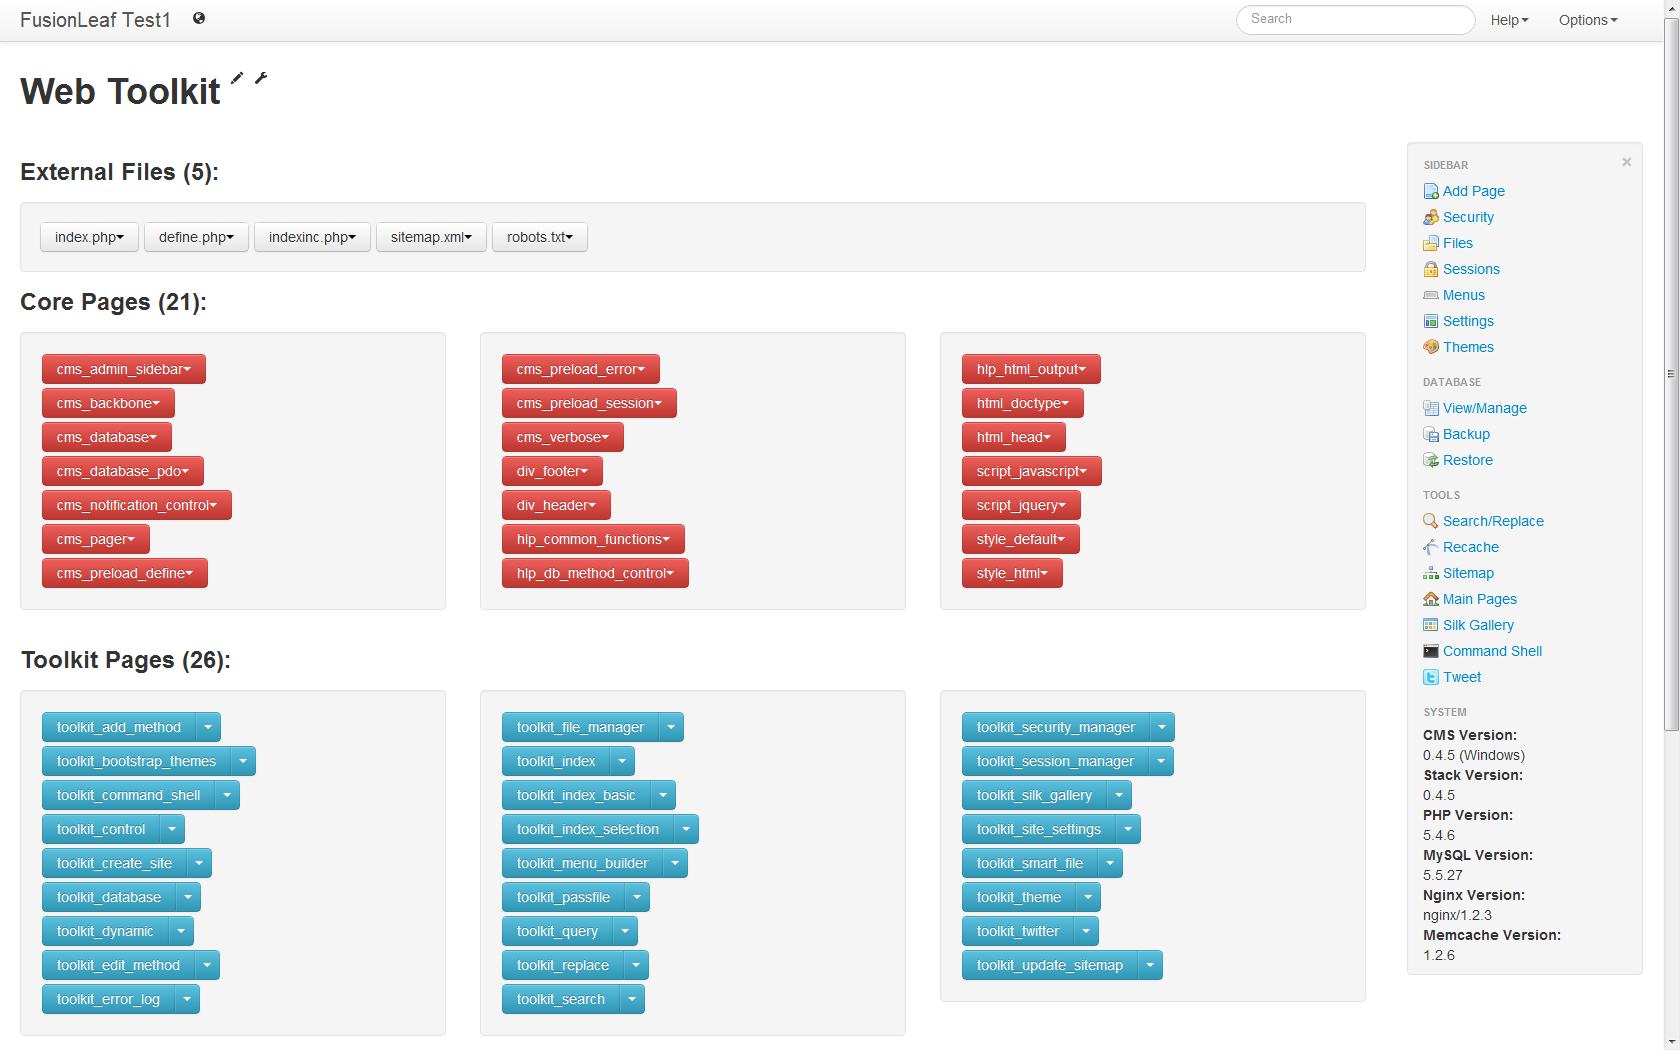 FusionLeaf Test1
Search
Help
Options
Web Toolkit
External Files (5):
index.php
define.php
indexinc.php
sitemap.xml
robots.txt
Core Pages (21):
cms_admin_sidebar
cms_backbone
cms_database
cms_database_pdo
cms_notification_control
cms_pager
cms_preload_define
cms_preload_error
cms_preload_session
cms_verbose
div_footer
div_header
hlp_common_functions
hlp_db_method_control
hlp_html_output
html_doctype
html_head
script_javascript
script_jquery
style_default
style_html
Toolkit Pages (26):
toolkit_add_method
toolkit_bootstrap_themes
toolkit_command_shell
toolkit_control
toolkit_create_site
toolkit_database
toolkit_dynamic
toolkit_edit_method
toolkit_error_log
toolkit_file_manager
toolkit_index
toolkit_index_basic
toolkit_index_selection
toolkit_menu_builder
toolkit_passfile
toolkit_query
toolkit_replace
toolkit_search
toolkit_security_manager
toolkit_session_manager
toolkit_silk_gallery
toolkit_site_settings
toolkit_smart_file
toolkit_theme
toolkit_twitter
toolkit_update_sitemap
SIDEBAR
×
Add Page
Security
Files
Sessions
Menus
Settings
Themes
DATABASE
View/Manage
Backup
Restore
TOOLS
Search/Replace
Recache
Sitemap
Main Pages
Silk Gallery
Command Shell
Tweet
SYSTEM
CMS Version:
0.4.5 (Windows)
Stack Version:
0.4.5
PHP Version:
5.4.6
MySQL Version:
5.5.27
Nginx Version:
nginx/1.2.3
Memcache Version:
1.2.6